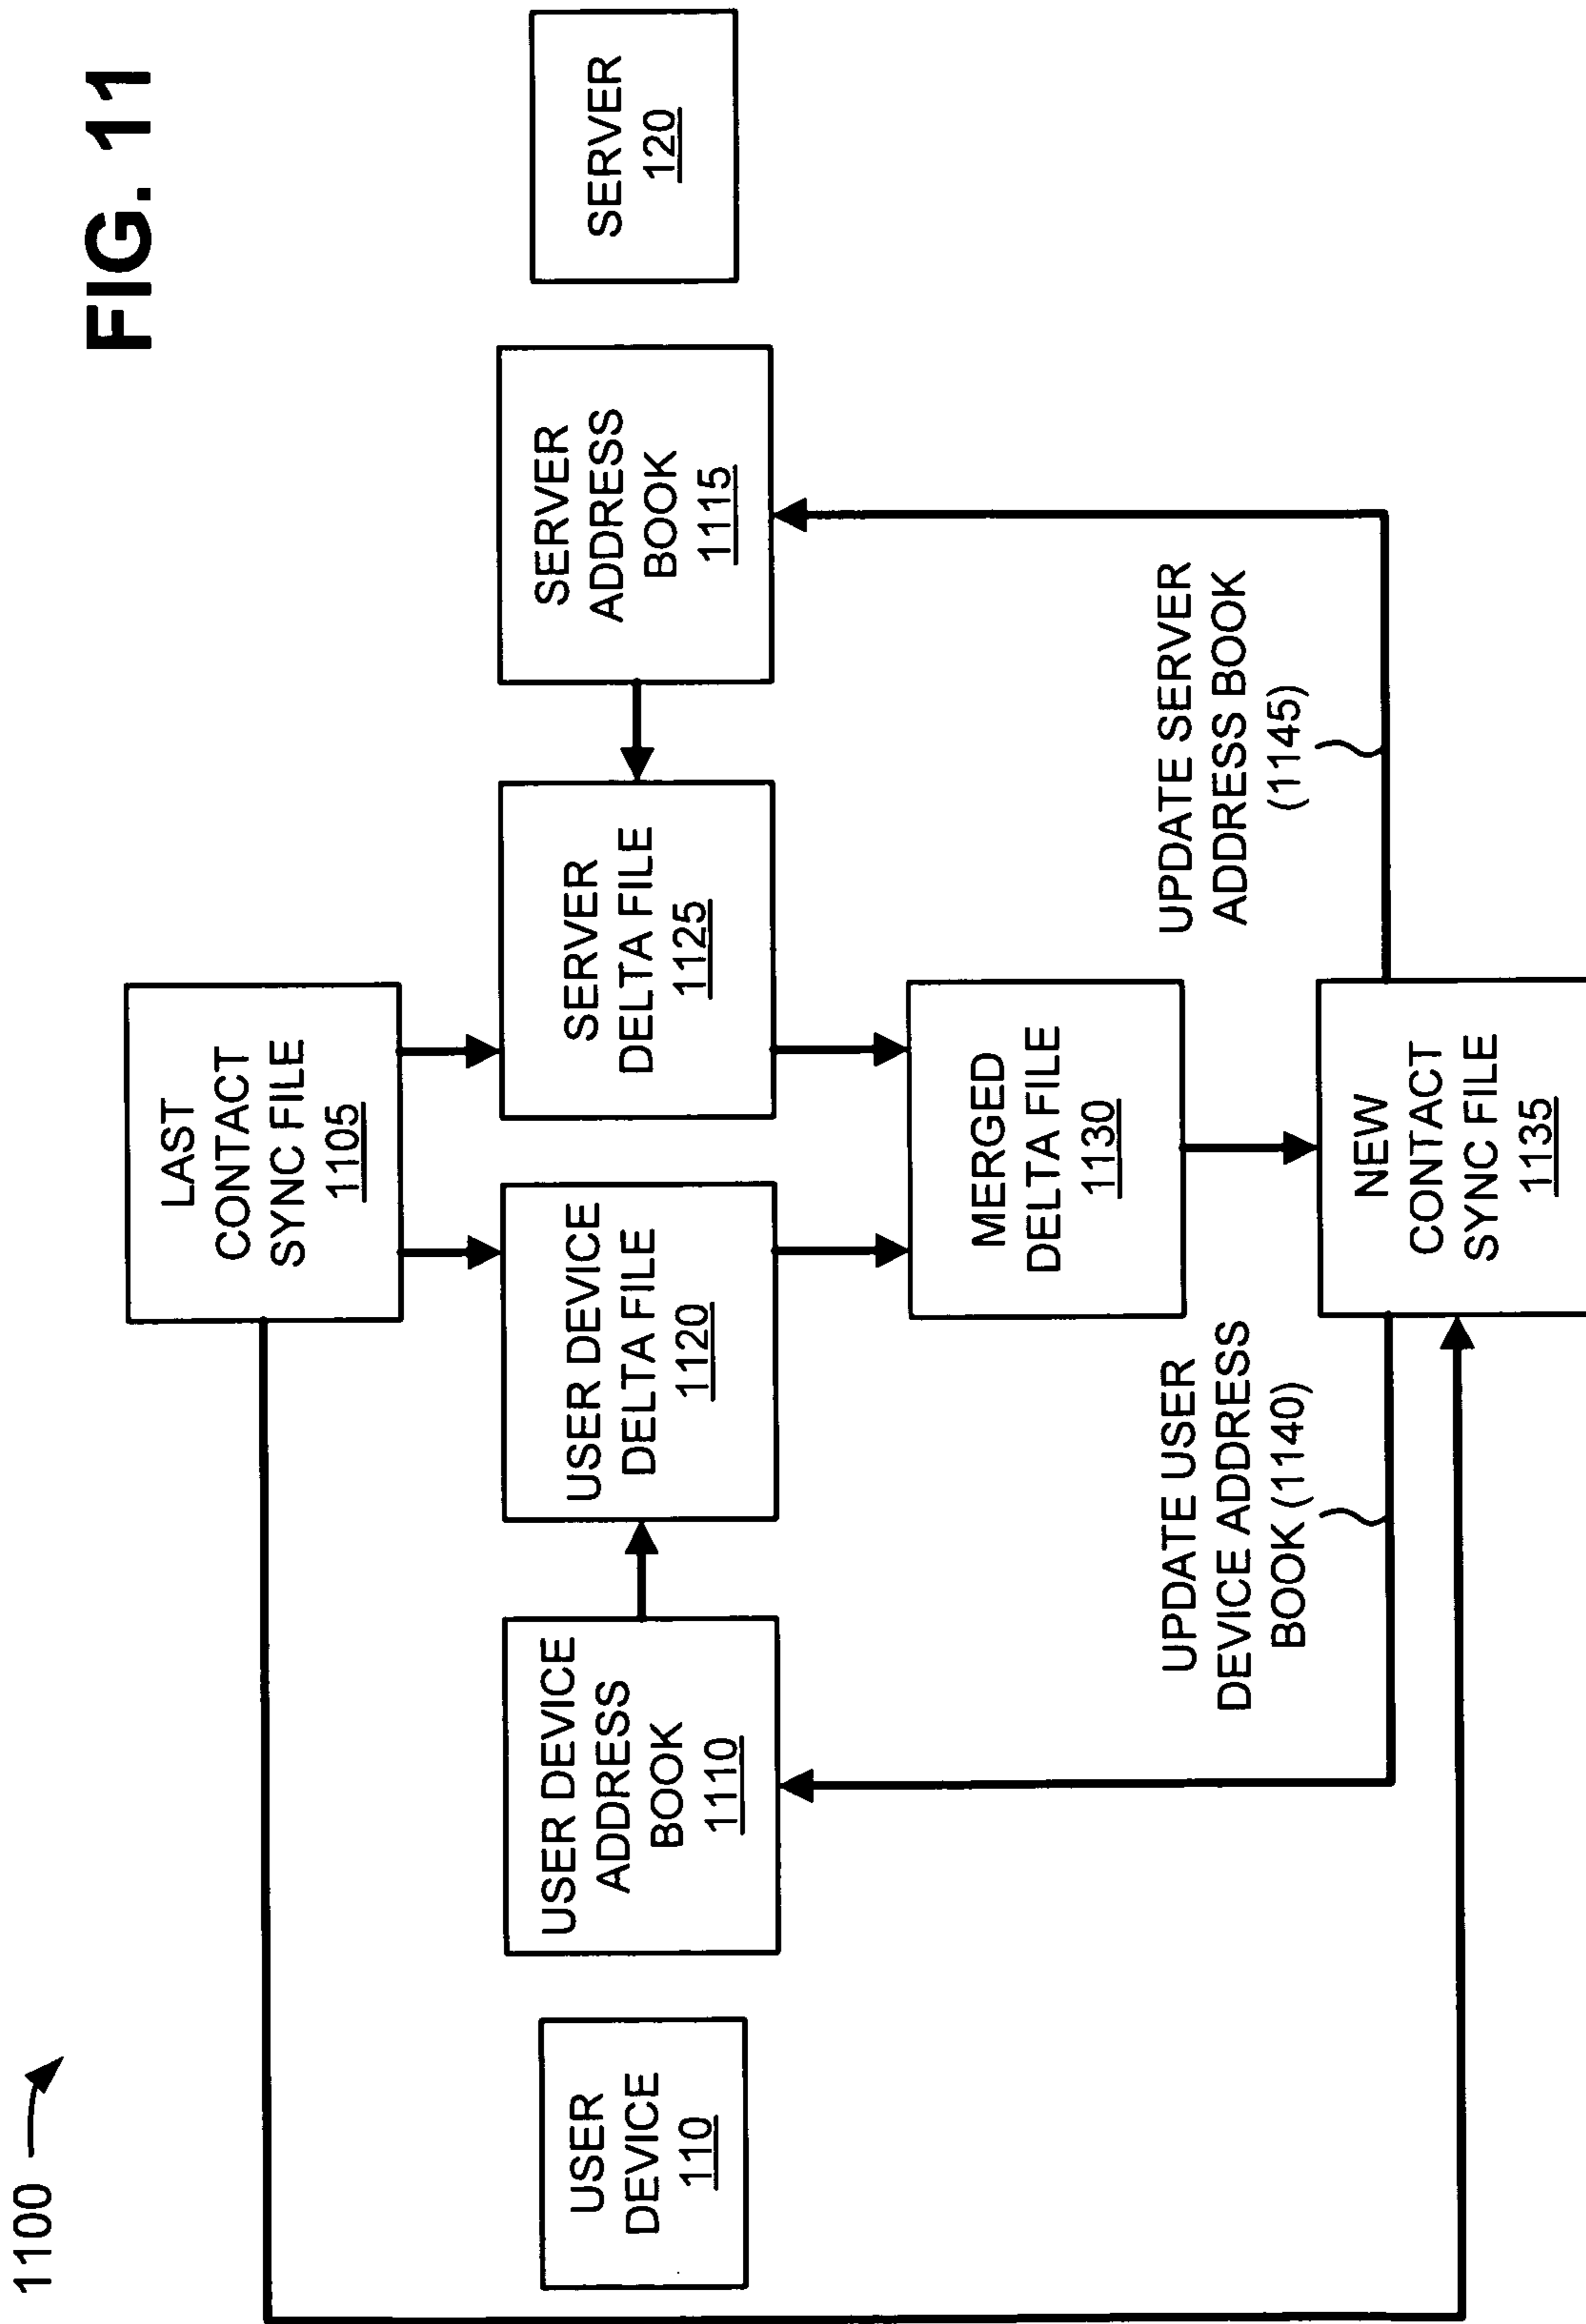 FIG. 11
1100
LAST
CONTACT
SYNC FILE
1105
USER
DEVICE
110
USER DEVICE
ADDRESS
BOOK
1110
USER DEVICE
DELTA FILE
1120
SERVER
DELTA FILE
1125
SERVER
ADDRESS
BOOK
1115
SERVER
120
MERGED
DELTA FILE
1130
UPDATE USER
DEVICE ADDRESS
BOOK (1140)
UPDATE SERVER
ADDRESS BOOK
(1145)
NEW
CONTACT
SYNC FILE
1135